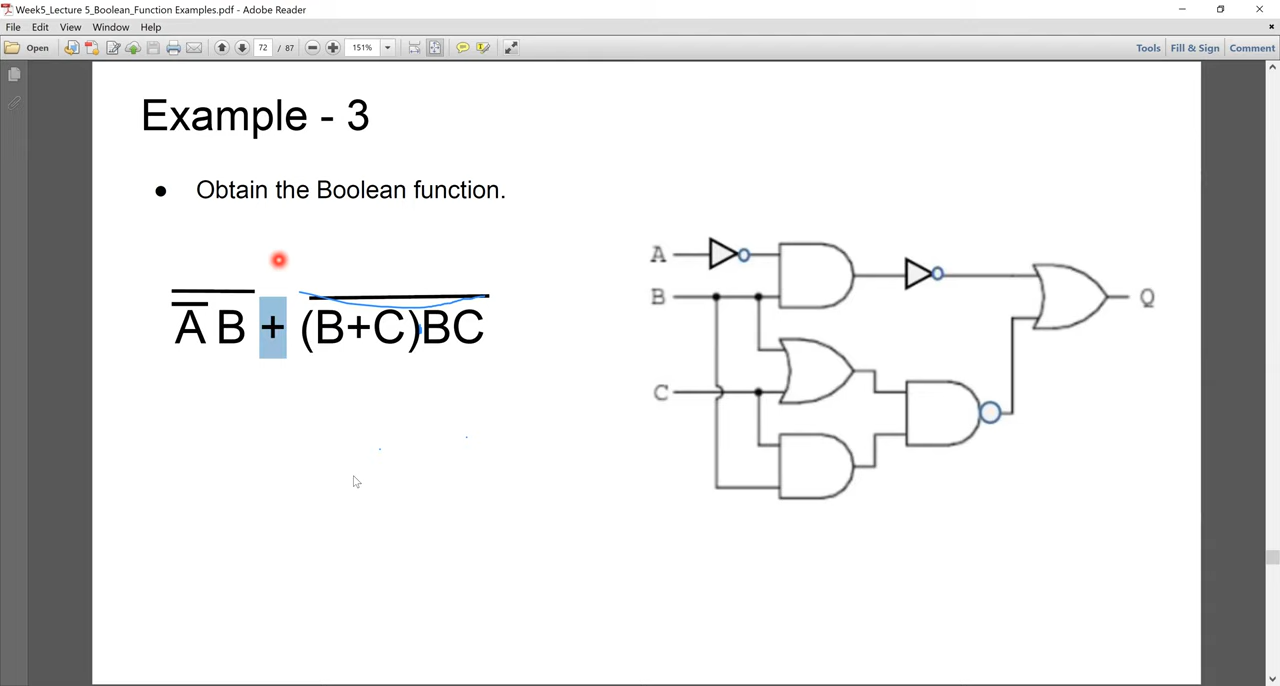 Week5_Lecture 5_Boolean_Function Examples.pdf - Adobe Reader
File Edit View Window Help
Open 72 / 87 151% Tools Fill & Sign Comment
Example - 3
● Obtain the Boolean function.
A̅ B̅ + (B+C)BC
A
B
C
Q